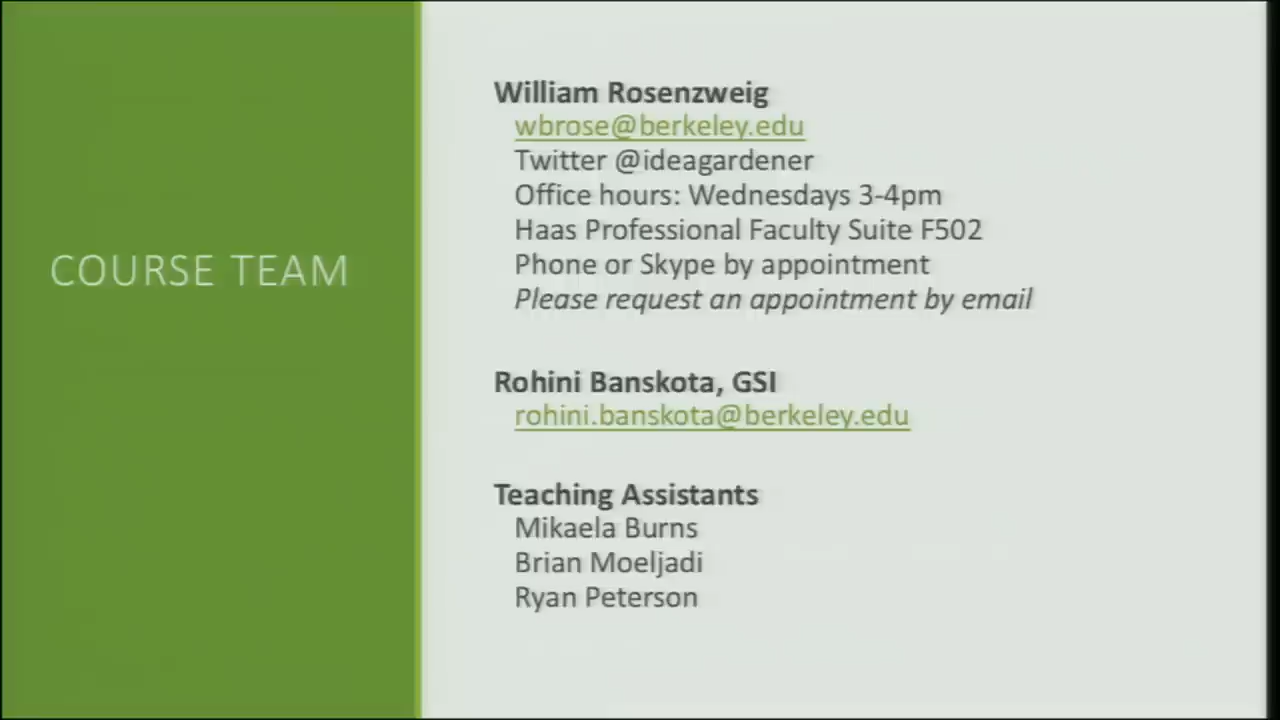 COURSE TEAM
William Rosenzweig
wbrose@berkeley.edu
Twitter @ideagardener
Office hours: Wednesdays 3-4pm
Haas Professional Faculty Suite F502
Phone or Skype by appointment
Please request an appointment by email
Rohini Banskota, GSI
rohini.banskota@berkeley.edu
Teaching Assistants
Mikaela Burns
Brian Moeljadi
Ryan Peterson